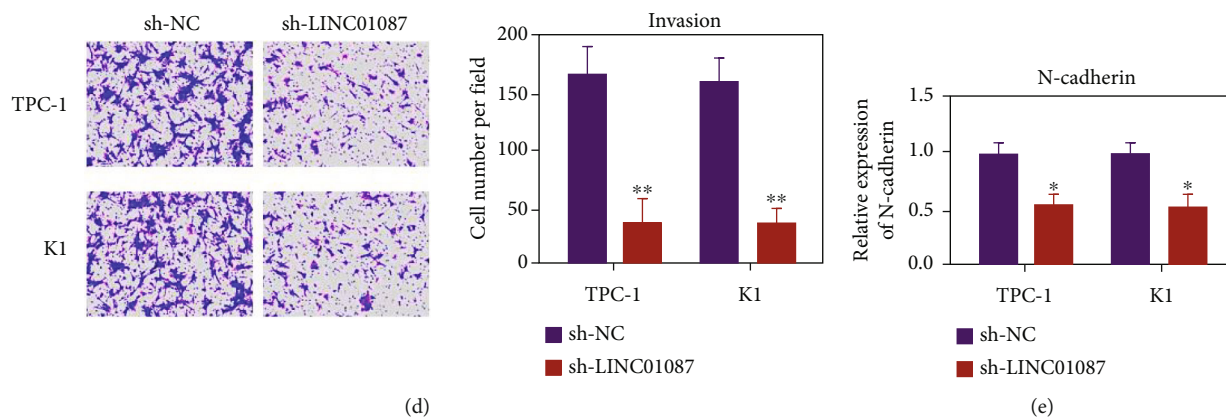 sh-NC
sh-LINC01087
TPC-1
K1
(d)
Invasion
Cell number per field
200
150
100
50
0
**
**
TPC-1
K1
sh-NC
sh-LINC01087
N-cadherin
Relative expression
of N-cadherin
1.5
1.0
0.5
0.0
*
*
TPC-1
K1
sh-NC
sh-LINC01087
(e)